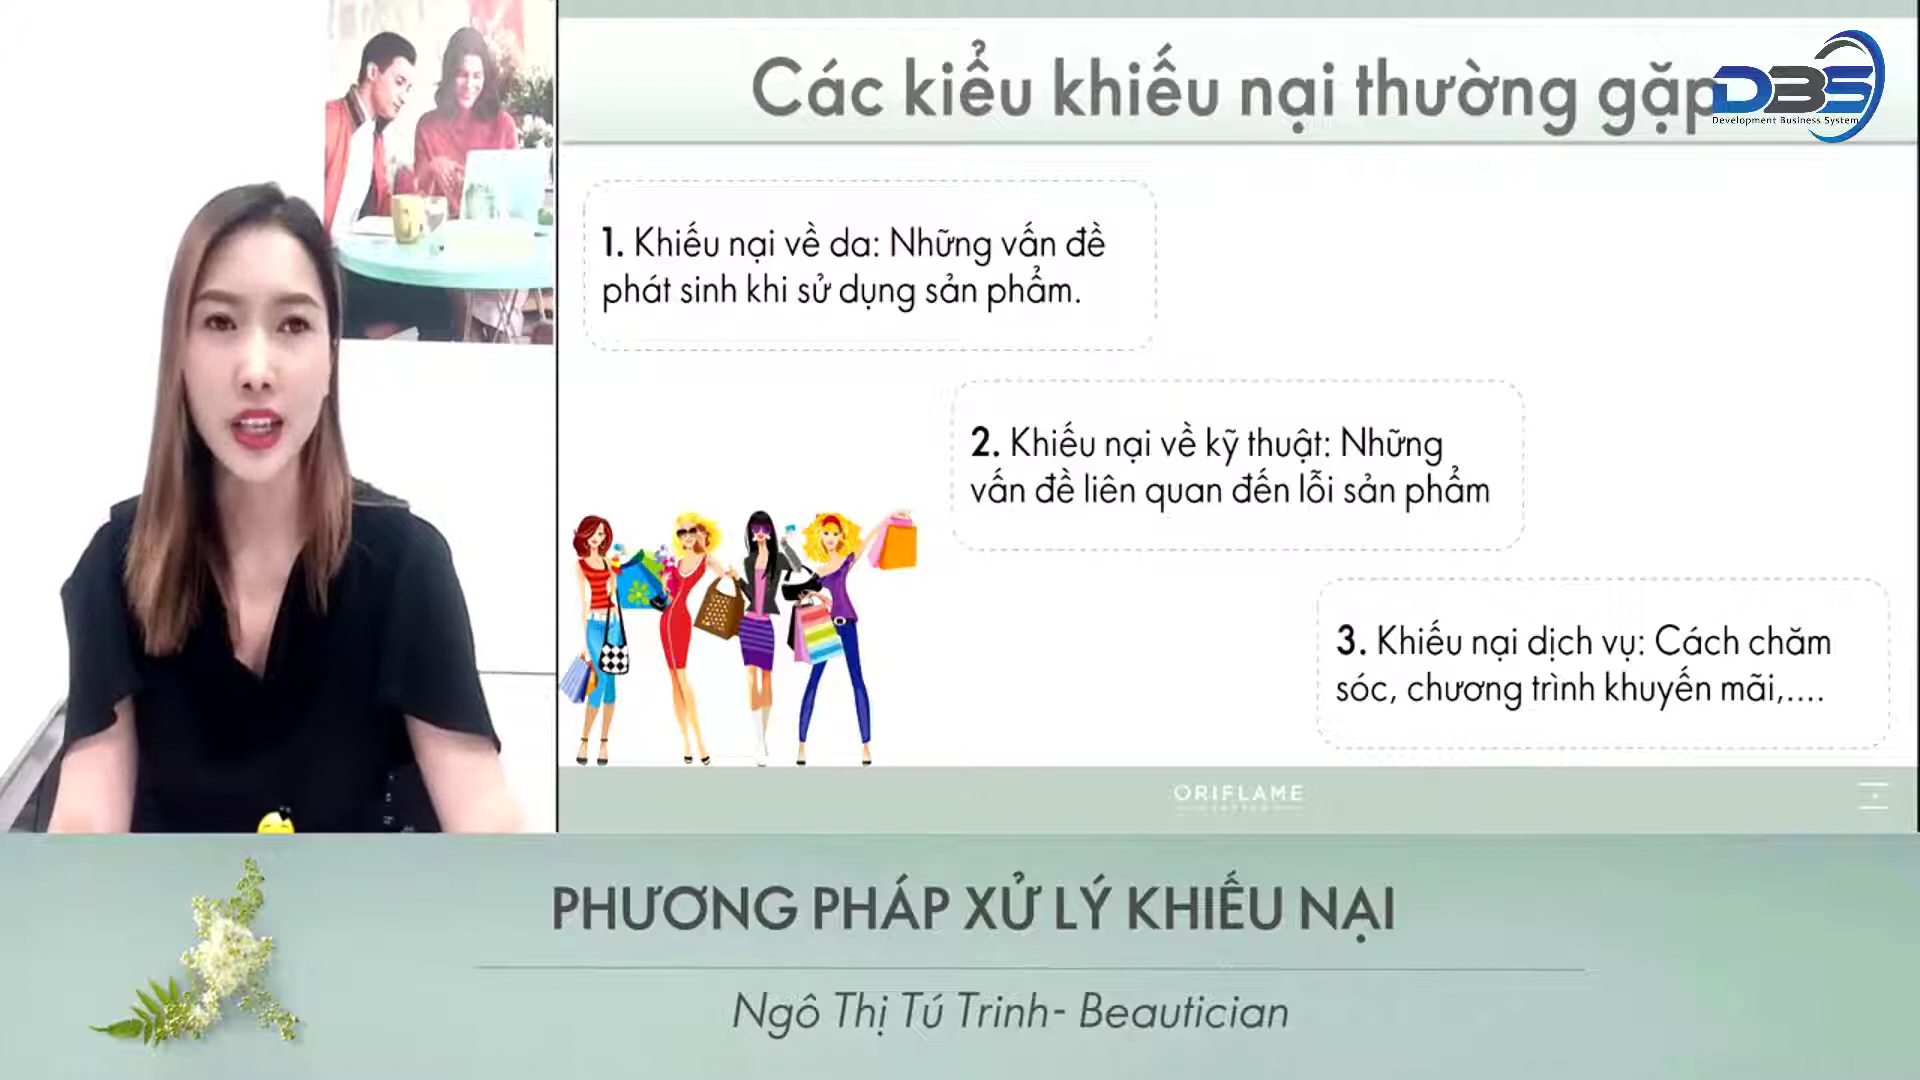 Các kiểu khiếu nại thường gặp
DBS
Development Business System
1. Khiếu nại về da: Những vấn đề
phát sinh khi sử dụng sản phẩm.
2. Khiếu nại về kỹ thuật: Những
vấn đề liên quan đến lỗi sản phẩm
3. Khiếu nại dịch vụ: Cách chăm
sóc, chương trình khuyến mãi,....
ORIFLAME
PHƯƠNG PHÁP XỬ LÝ KHIẾU NẠI
Ngô Thị Tú Trinh- Beautician